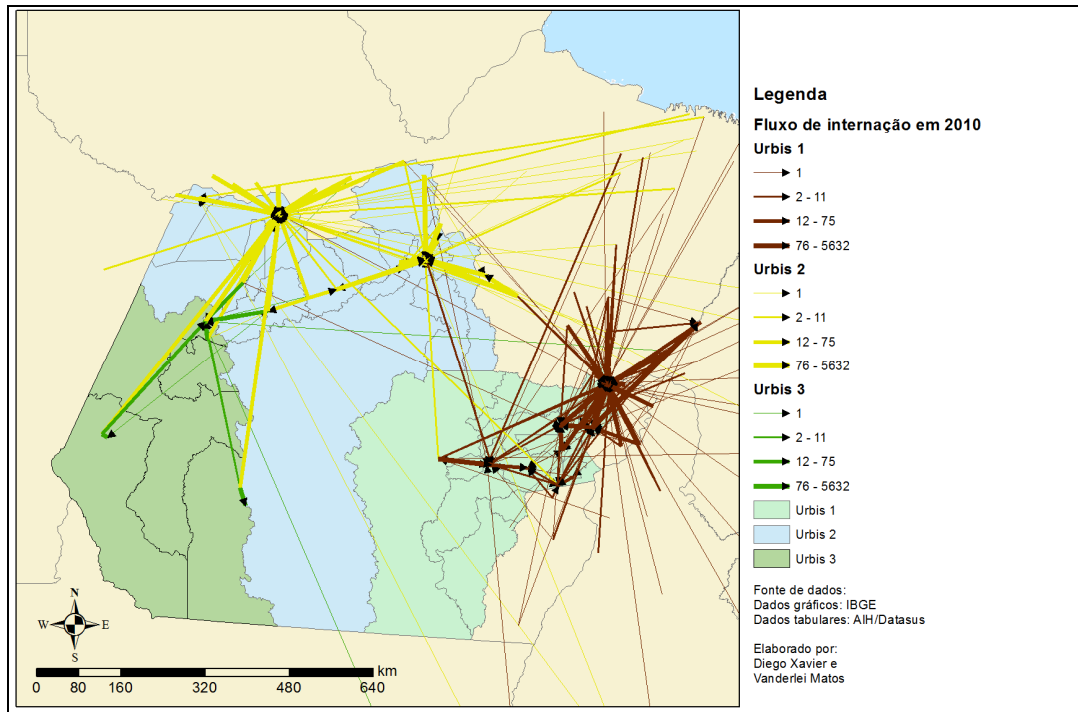 Legenda
Fluxo de internação em 2010
Urbis 1
1
2 - 11
12 - 75
76 - 5632
Urbis 2
1
2 - 11
12 - 75
76 - 5632
Urbis 3
1
2 - 11
12 - 75
76 - 5632
Urbis 1
Urbis 2
Urbis 3
Fonte de dados:
Dados gráficos: IBGE
Dados tabulares: AIH/Datasus
Elaborado por:
Diego Xavier e
Vanderlei Matos
N
W E
S
km
0 80 160 320 480 640